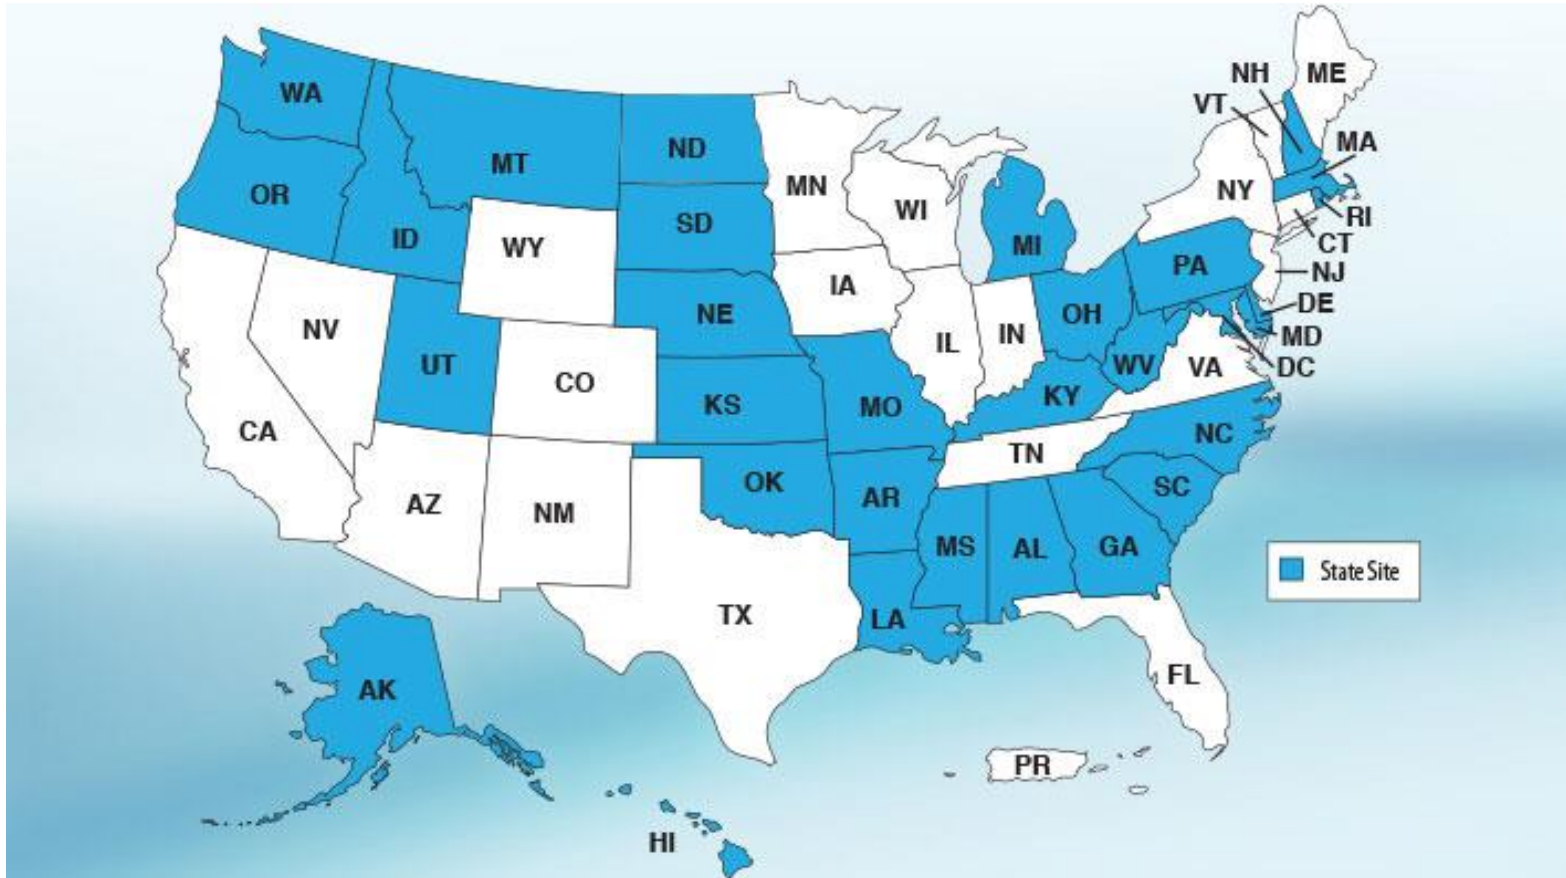 ME
NH
VT
WA
MA
MT
ND
OR
MN
NY
WI
RI
SD
ID
MI
CT
WY
PA
NJ
IA
DE
NE
OH
NV
IN
MD
IL
UT
WV
VA
DC
CO
KS
MO
KY
CA
NC
TN
OK
SC
AR
AZ
NM
MS
AL
GA
State Site
TX
LA
FL
AK
PR
HI